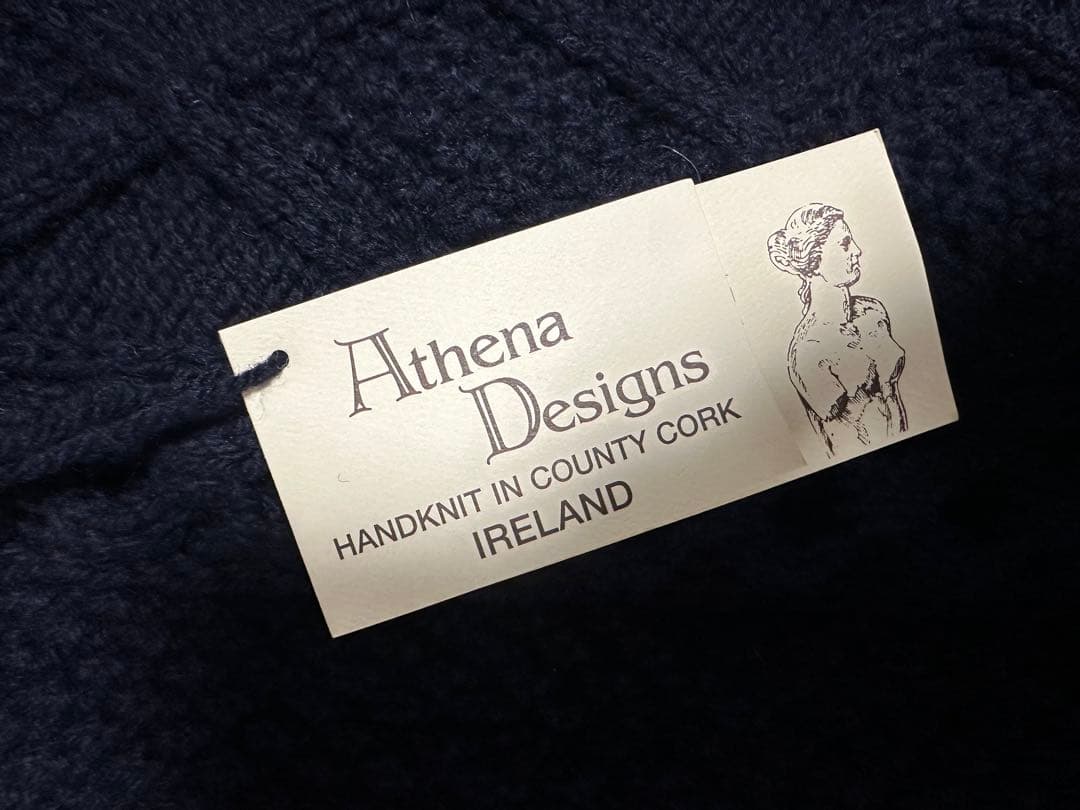 Athena
Designs
HANDKNIT IN COUNTY CORK
IRELAND